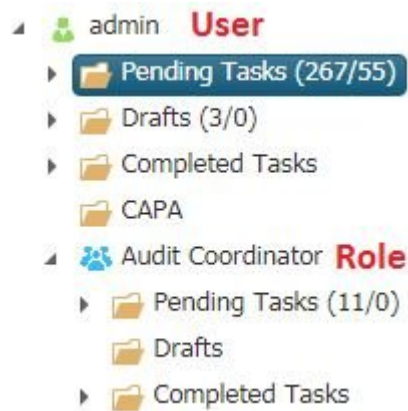 admin User
Pending Tasks (267/55)
Drafts (3/0)
Completed Tasks
CAPA
Audit Coordinator Role
Pending Tasks (11/0)
Drafts
Completed Tasks